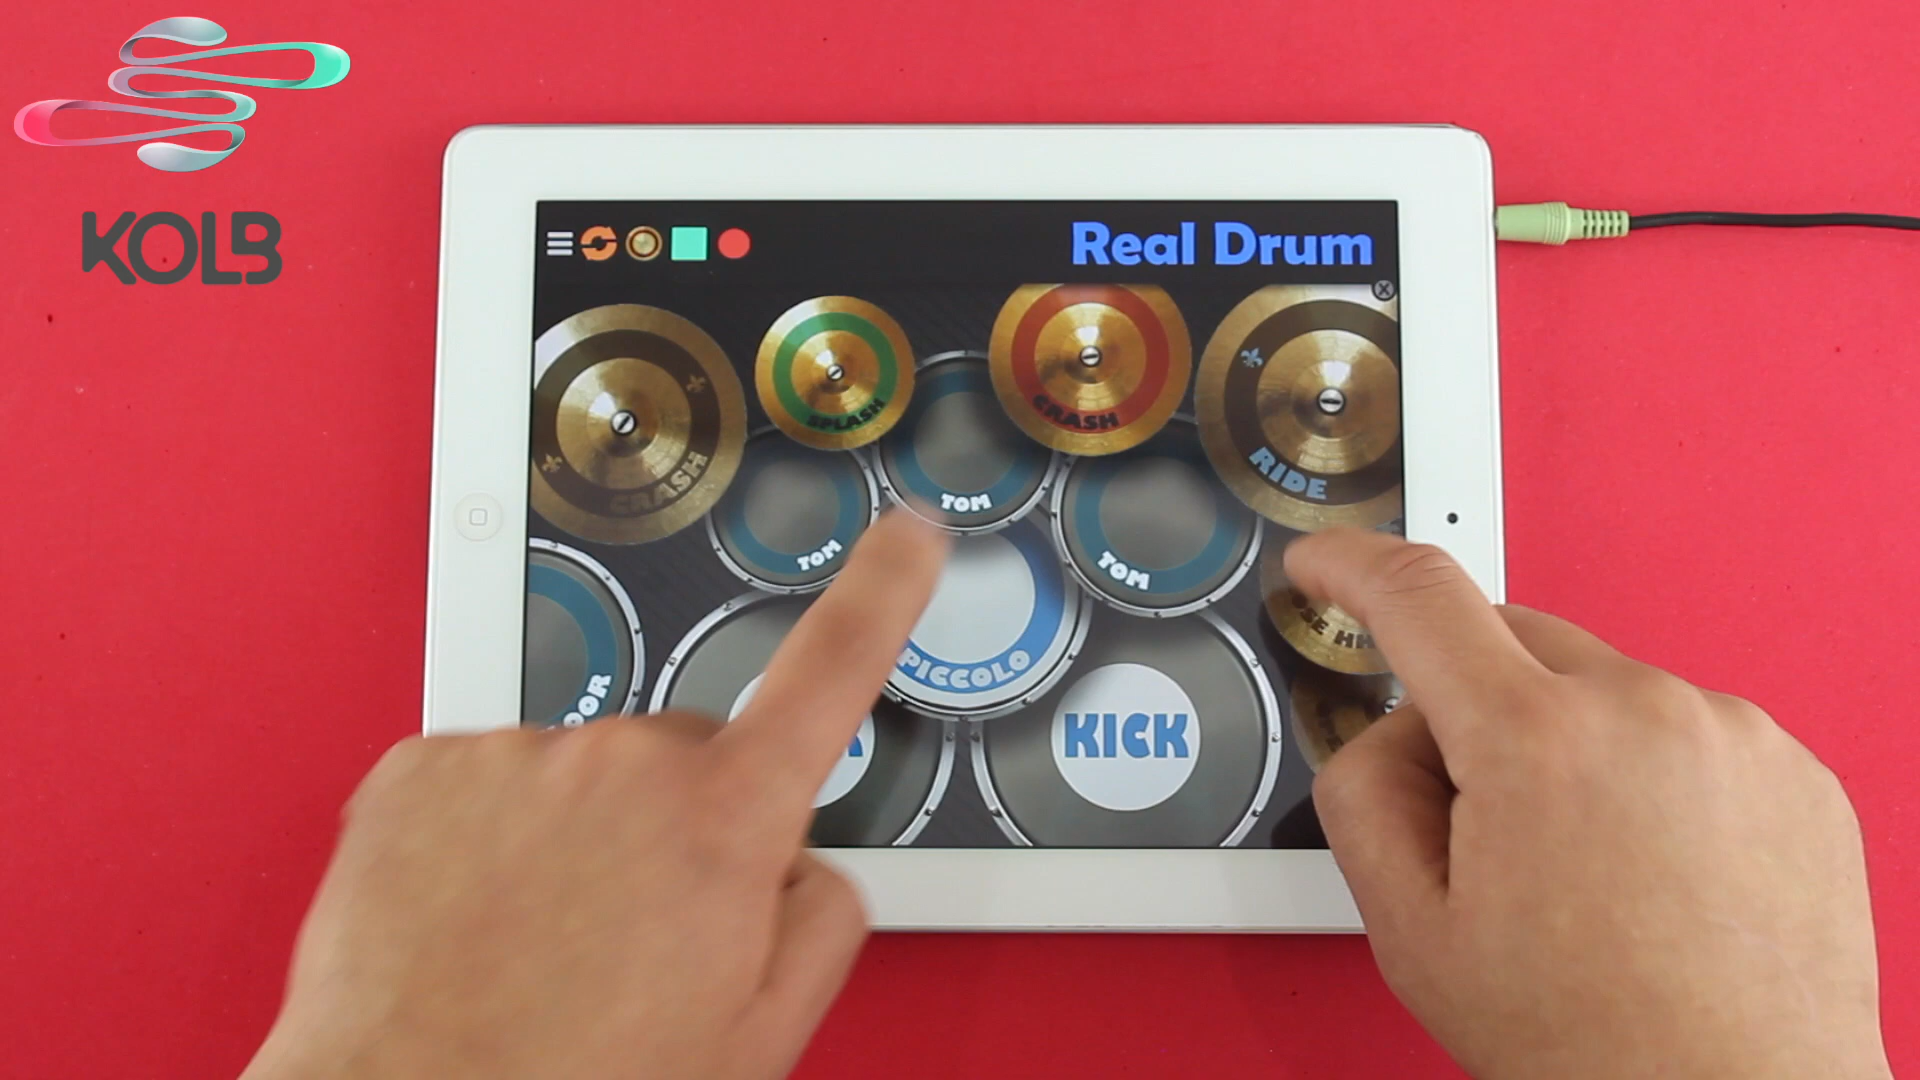 KOLB
Real Drum
SPLASH
CRASH
CRASH
RIDE
TOM
TOM
TOM
PICCOLO
KICK